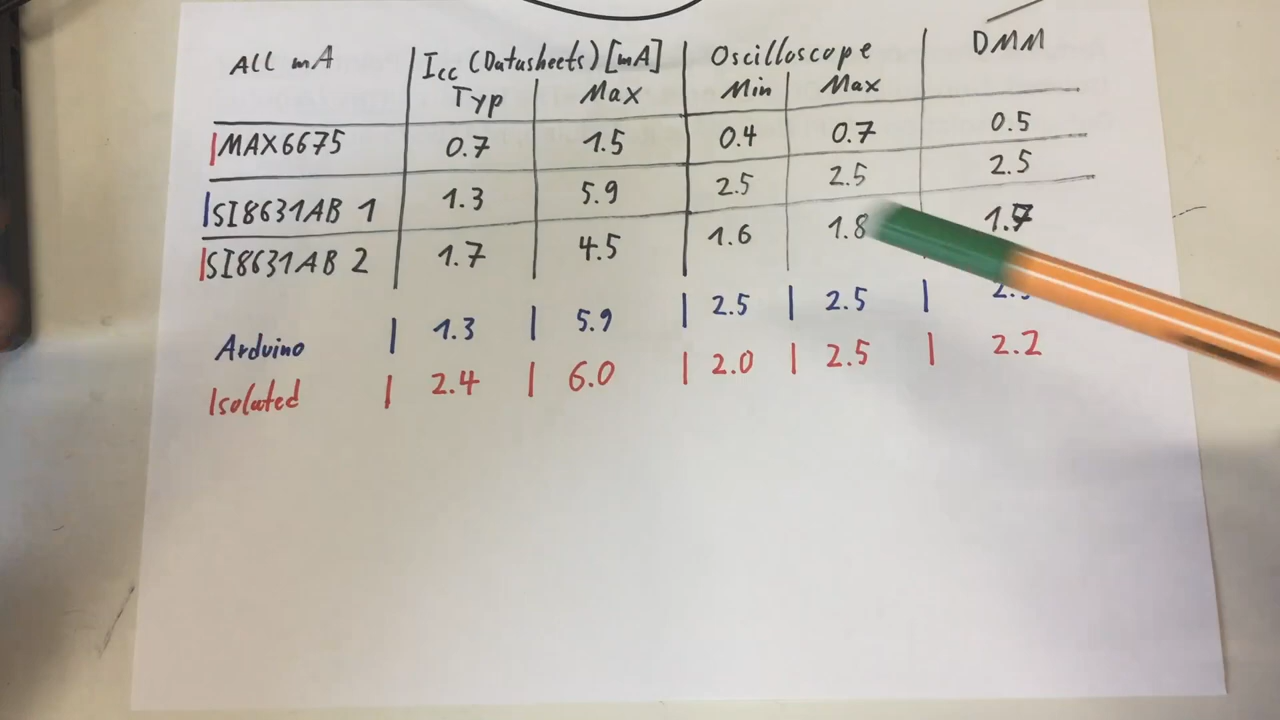 All mA | Icc (Datasheets) [mA] | Oscilloscope | DMM
Typ | Max | Min | Max
MAX6675 0.7 1.5 0.4 0.7 0.5
SI8631AB 1 1.3 5.9 2.5 2.5 2.5
SI8631AB 2 1.7 4.5 1.6 1.8 1.7
Arduino | 1.3 | 5.9 | 2.5 | 2.5 |
Isolated | 2.4 | 6.0 | 2.0 | 2.5 | 2.2